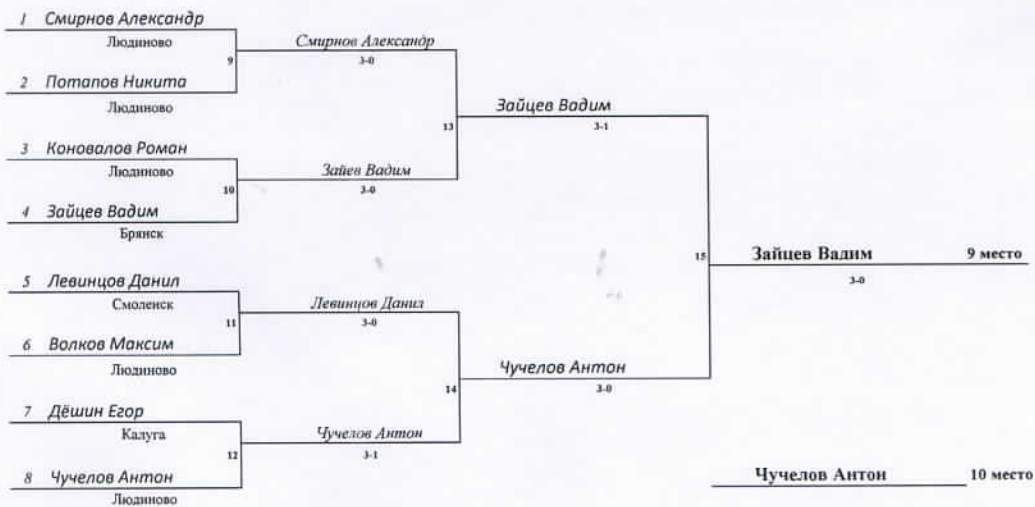 1 Смирнов Александр
Людиново
9
Смирнов Александр
3-0
2 Потапов Никита
Людиново
13
Зайцев Вадим
3-1
3 Коновалов Роман
Людиново
10
Зайев Вадим
3-0
4 Зайцев Вадим
Брянск
15
Зайцев Вадим 9 место
3-0
5 Левинцов Данил
Смоленск
11
Левинцов Данил
3-0
6 Волков Максим
Людиново
14
Чучелов Антон
3-0
7 Дёшин Егор
Калуга
12
Чучелов Антон
3-1
8 Чучелов Антон
Людиново
Чучелов Антон 10 место